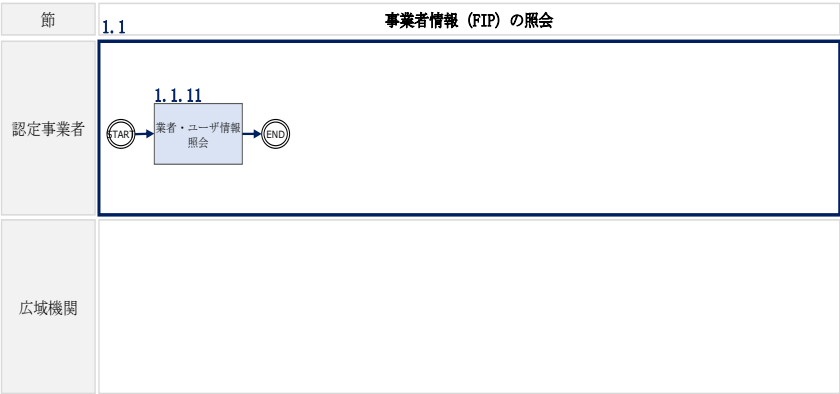 節
1.1
事業者情報（FIP）の照会
認定事業者
1.1.11
START
業者・ユーザ情報
照会
END
広域機関